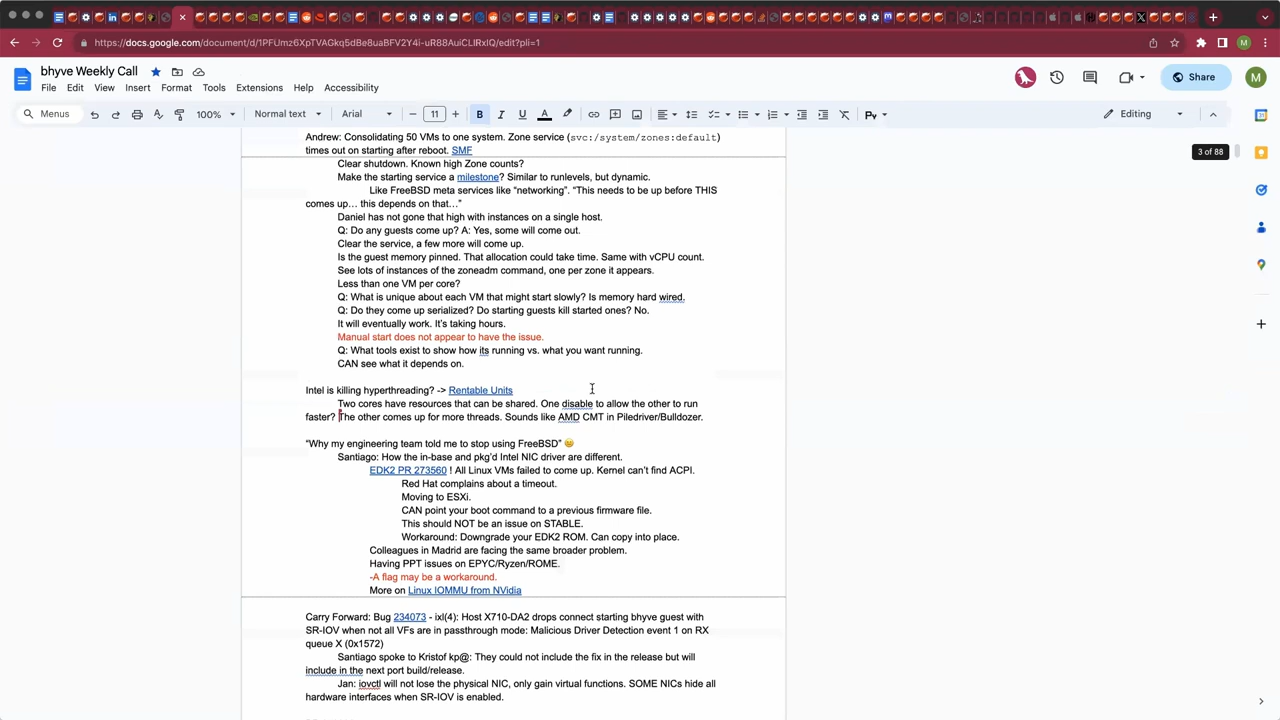 https://docs.google.com/document/d/1PFUmz6XpTVAGkq5dBe8uaBFV2Y4i-uR88AuiCLIRxIQ/edit?pli=1
M
bhyve Weekly Call
File Edit View Insert Format Tools Extensions Help Accessibility
Share
M
Menus
100%
Normal text
Arial
11
Editing
3 of 88
Andrew: Consolidating 50 VMs to one system. Zone service (svc:/system/zones:default)
times out on starting after reboot. SMF
Clear shutdown. Known high Zone counts?
Make the starting service a milestone? Similar to runlevels, but dynamic.
Like FreeBSD meta services like “networking”. “This needs to be up before THIS
comes up… this depends on that…”
Daniel has not gone that high with instances on a single host.
Q: Do any guests come up? A: Yes, some will come out.
Clear the service, a few more will come up.
Is the guest memory pinned. That allocation could take time. Same with vCPU count.
See lots of instances of the zoneadm command, one per zone it appears.
Less than one VM per core?
Q: What is unique about each VM that might start slowly? Is memory hard wired.
Q: Do they come up serialized? Do starting guests kill started ones? No.
It will eventually work. It’s taking hours.
Manual start does not appear to have the issue.
Q: What tools exist to show how its running vs. what you want running.
CAN see what it depends on.
Intel is killing hyperthreading? -> Rentable Units
Two cores have resources that can be shared. One disable to allow the other to run
faster? The other comes up for more threads. Sounds like AMD CMT in Piledriver/Bulldozer.
“Why my engineering team told me to stop using FreeBSD” 😀
Santiago: How the in-base and pkg’d Intel NIC driver are different.
EDK2 PR 273560 ! All Linux VMs failed to come up. Kernel can’t find ACPI.
Red Hat complains about a timeout.
Moving to ESXi.
CAN point your boot command to a previous firmware file.
This should NOT be an issue on STABLE.
Workaround: Downgrade your EDK2 ROM. Can copy into place.
Colleagues in Madrid are facing the same broader problem.
Having PPT issues on EPYC/Ryzen/ROME.
-A flag may be a workaround.
More on Linux IOMMU from NVidia
Carry Forward: Bug 234073 - ixl(4): Host X710-DA2 drops connect starting bhyve guest with
SR-IOV when not all VFs are in passthrough mode: Malicious Driver Detection event 1 on RX
queue X (0x1572)
Santiago spoke to Kristof kp@: They could not include the fix in the release but will
include in the next port build/release.
Jan: iovctl will not lose the physical NIC, only gain virtual functions. SOME NICs hide all
hardware interfaces when SR-IOV is enabled.